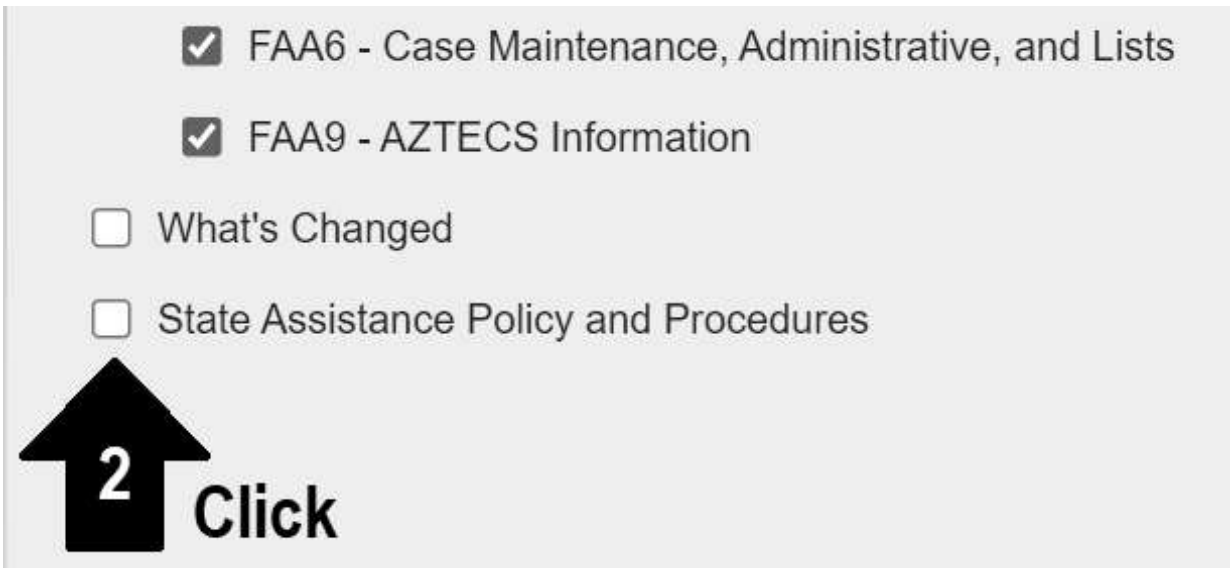 FAA6 - Case Maintenance, Administrative, and Lists
FAA9 - AZTECS Information
What's Changed
State Assistance Policy and Procedures
2
Click